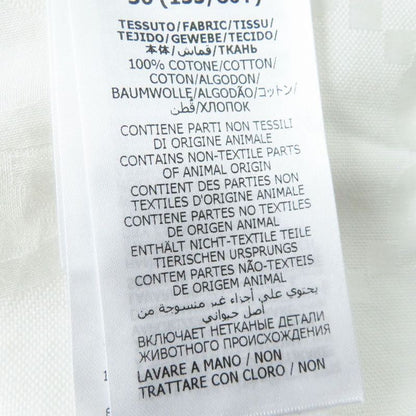 TESSUTO/FABRIC/TISSU/
TEJIDO/GEWEBE/TECIDO/
本体/قماش/ТКАНЬ
100% COTONE/COTTON/
COTON/ALGODON/
BAUMWOLLE/ALGODÃO/コットン/
قطن/ХЛОПОК
CONTIENE PARTI NON TESSILI
DI ORIGINE ANIMALE
CONTAINS NON-TEXTILE PARTS
OF ANIMAL ORIGIN
CONTIENT DES PARTIES NON
TEXTILES D'ORIGINE ANIMALE
CONTIENE PARTES NO TEXTILES
DE ORIGEN ANIMAL
ENTHÄLT NICHT-TEXTILE TEILE
TIERISCHEN URSPRUNGS
CONTEM PARTES NÃO-TEXTEIS
DE ORIGEM ANIMAL
يحتوي على أجزاء غير منسوجة من
أصل حيواني
ВКЛЮЧАЕТ НЕТКАНЫЕ ДЕТАЛИ
ЖИВОТНОГО ПРОИСХОЖДЕНИЯ
LAVARE A MANO / NON
TRATTARE CON CLORO / NON